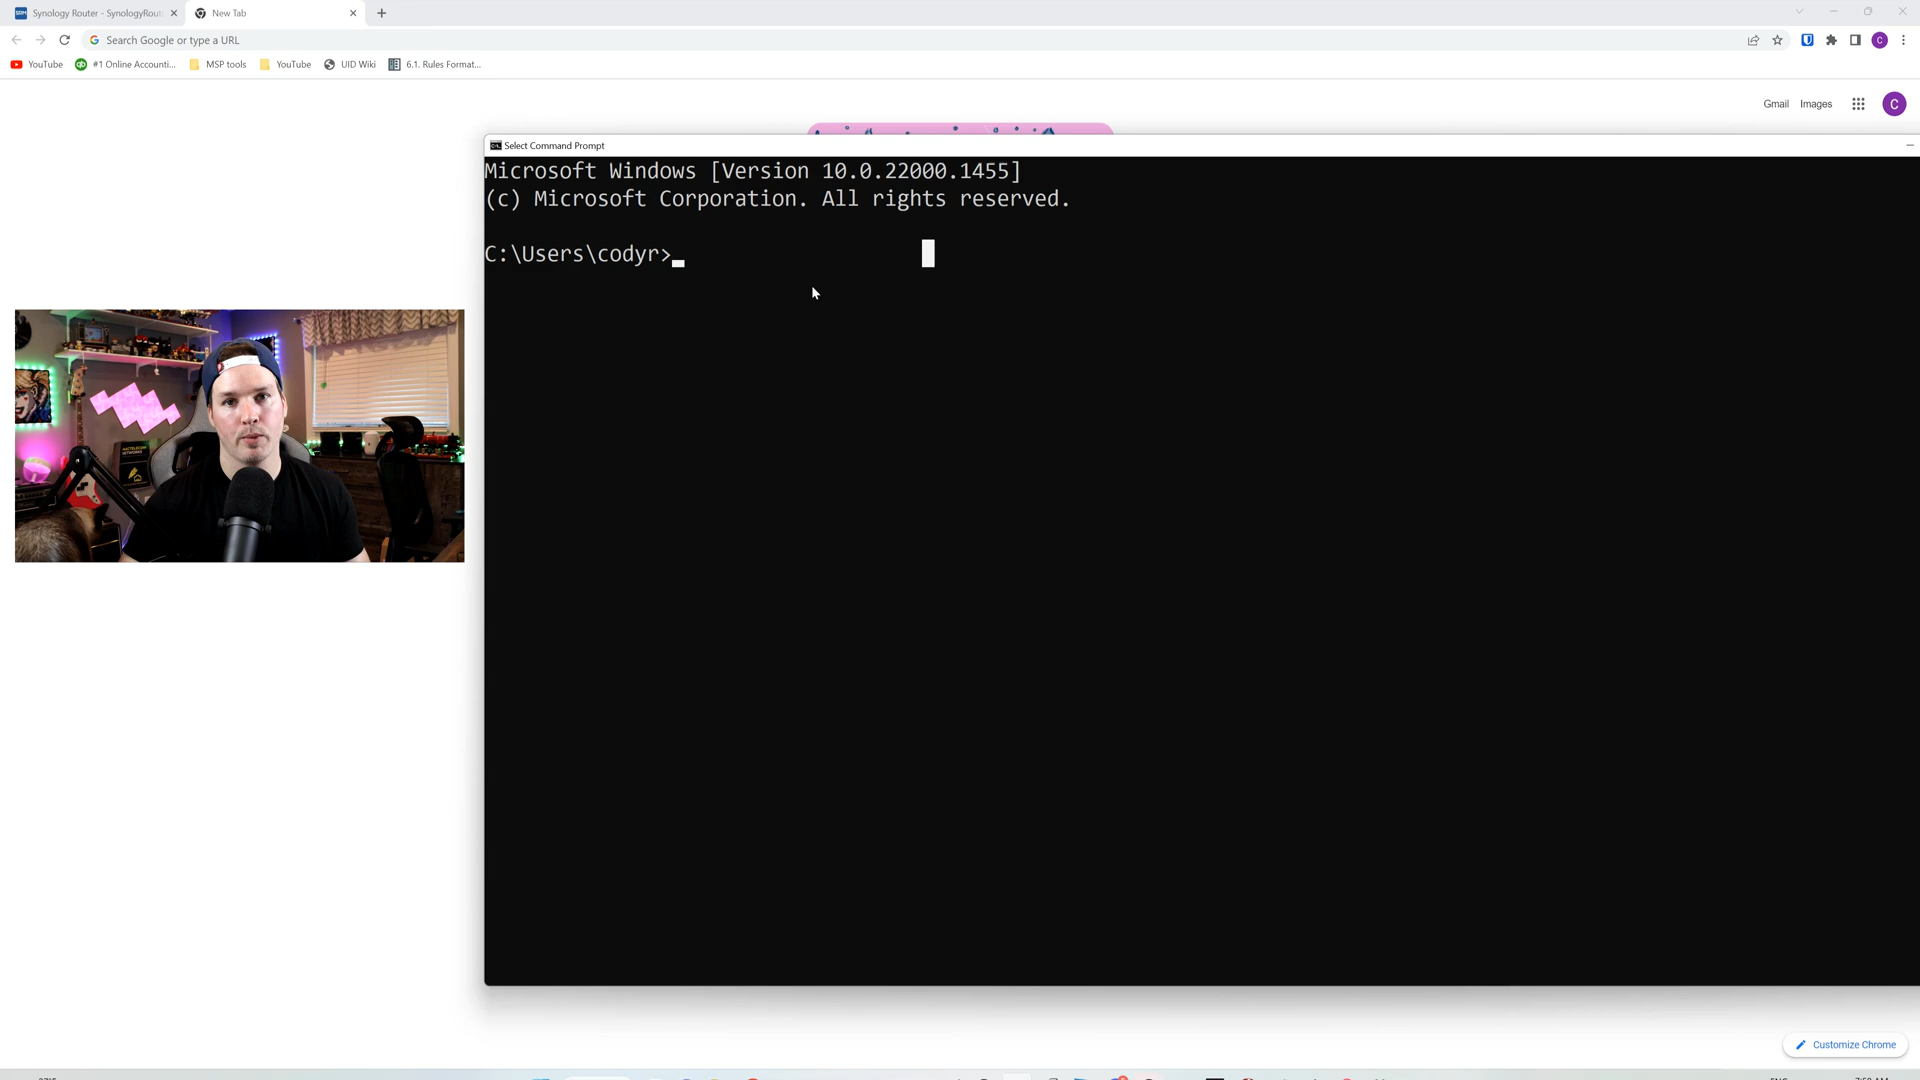 Synology Router - SynologyRout
New Tab
Search Google or type a URL
YouTube
#1 Online Accounti...
MSP tools
YouTube
UID Wiki
6.1. Rules Format...
Gmail
Images
C
Select Command Prompt
Microsoft Windows [Version 10.0.22000.1455]
(c) Microsoft Corporation. All rights reserved.
C:\Users\codyr>
Customize Chrome